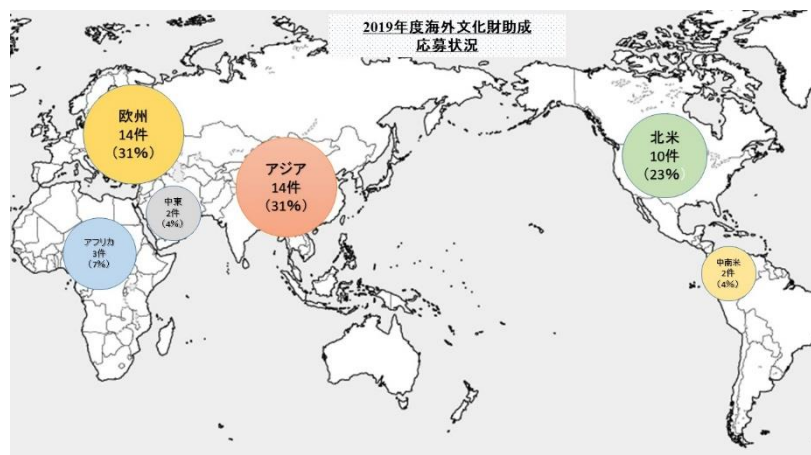 2019年度海外文化財助成
応募状況
欧州
14件
(31%)
アジア
14件
(31%)
中東
2件
(4%)
アフリカ
3件
(7%)
北米
10件
(23%)
中南米
2件
(4%)